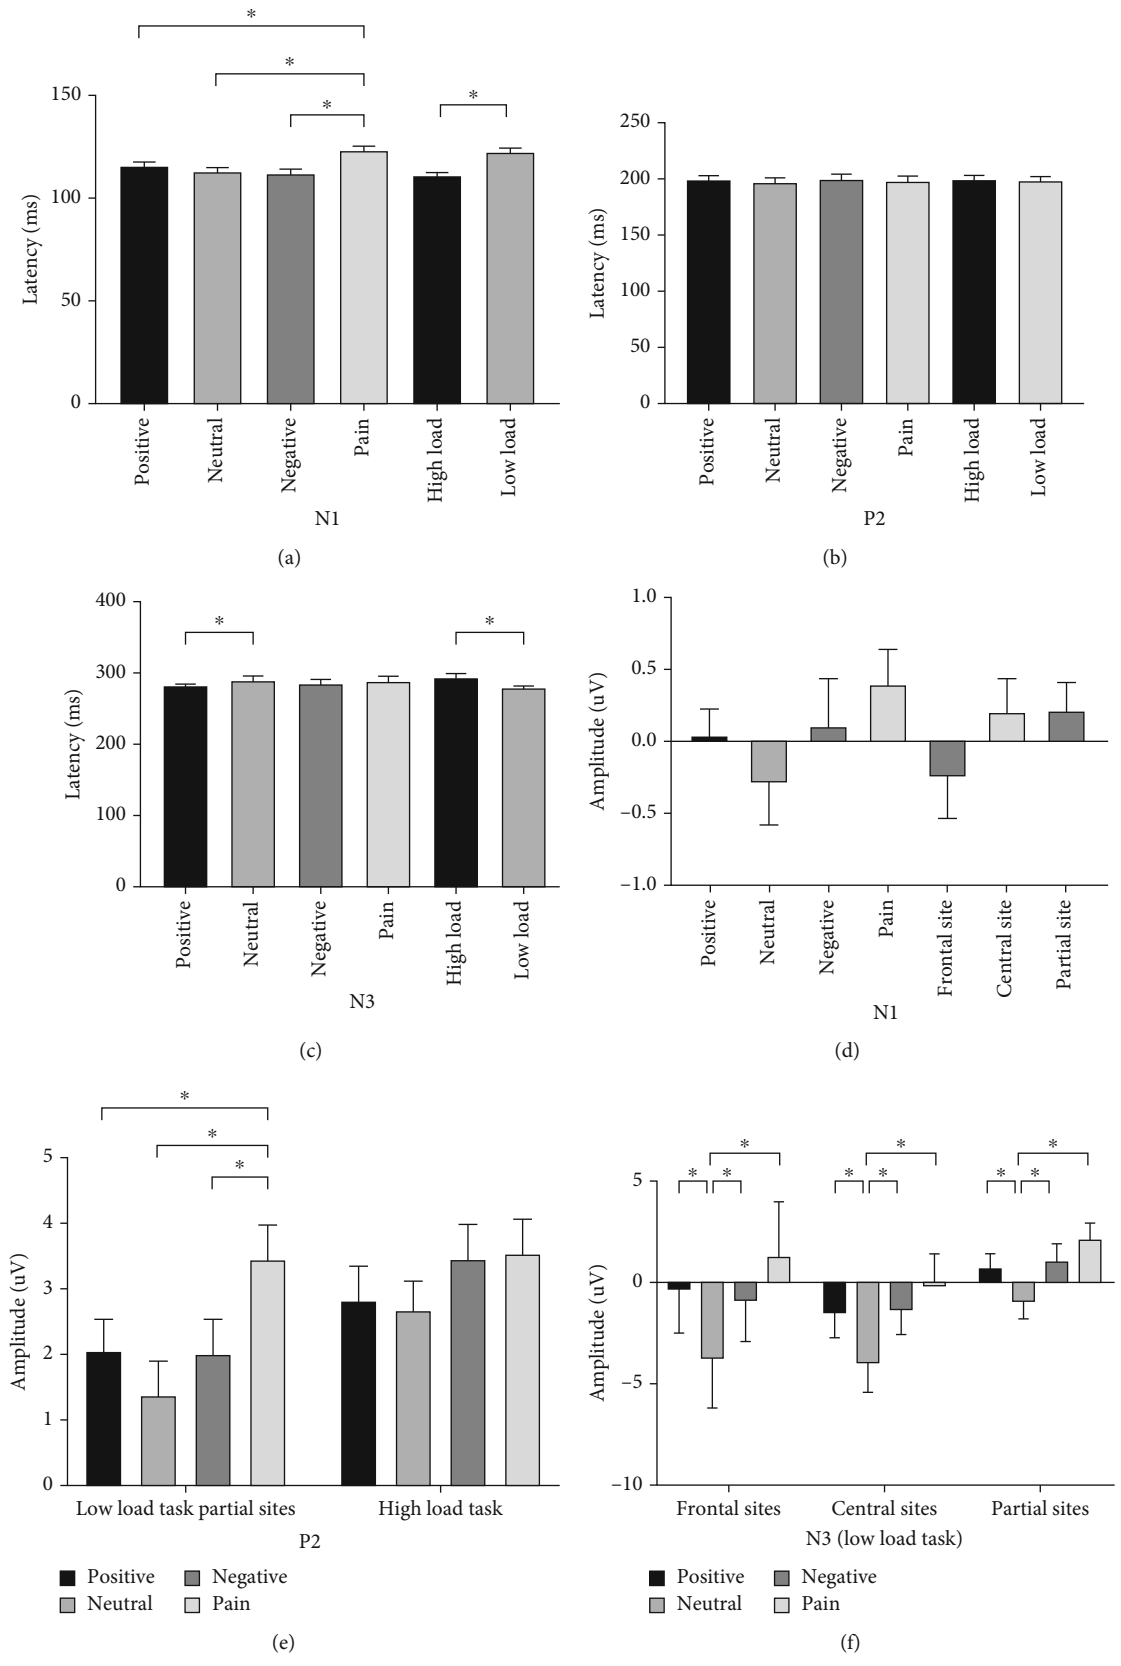 *
*
*
*
150
100
50
0
Latency (ms)
Positive
Neutral
Negative
Pain
High load
Low load
N1
(a)
250
200
150
100
50
0
Latency (ms)
Positive
Neutral
Negative
Pain
High load
Low load
P2
(b)
400
300
200
100
0
Latency (ms)
*
*
Positive
Neutral
Negative
Pain
High load
Low load
N3
(c)
1.0
0.5
0.0
−0.5
−1.0
Amplitude (uV)
Positive
Neutral
Negative
Pain
Frontal site
Central site
Partial site
N1
(d)
*
*
*
5
4
3
2
1
0
Amplitude (uV)
Low load task partial sites
High load task
P2
Positive
Negative
Neutral
Pain
(e)
* * *
* * * * * *
5
0
−5
−10
Amplitude (uV)
Frontal sites
Central sites
Partial sites
N3 (low load task)
Positive
Negative
Neutral
Pain
(f)